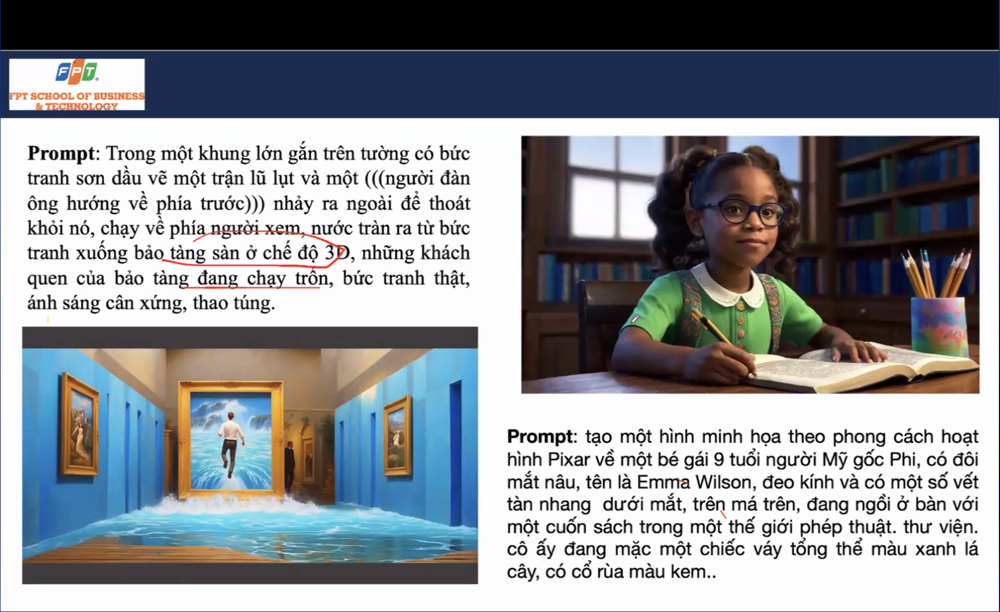 FPT
FPT SCHOOL OF BUSINESS
& TECHNOLOGY
Prompt: Trong một khung lớn gắn trên tường có bức
tranh sơn dầu vẽ một trận lũ lụt và một (((người đàn
ông hướng về phía trước))) nhảy ra ngoài để thoát
khỏi nó, chạy về phía người xem, nước tràn ra từ bức
tranh xuống bảo tàng sàn ở chế độ 3D, những khách
quen của bảo tàng đang chạy trốn, bức tranh thật,
ánh sáng cân xứng, thao túng.
Prompt: tạo một hình minh họa theo phong cách hoạt
hình Pixar về một bé gái 9 tuổi người Mỹ gốc Phi, có đôi
mắt nâu, tên là Emma Wilson, đeo kính và có một số vết
tàn nhang dưới mắt, trên má trên, đang ngồi ở bàn với
một cuốn sách trong một thế giới phép thuật. thư viện.
cô ấy đang mặc một chiếc váy tổng thể màu xanh lá
cây, có cổ rùa màu kem..